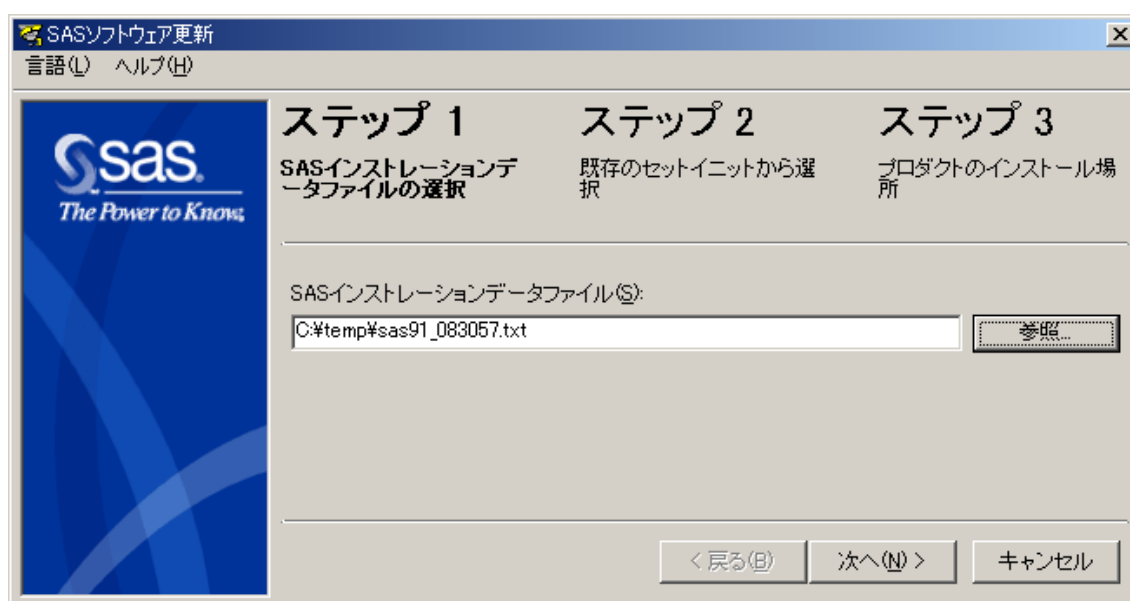 SASソフトウェア更新
言語(L) ヘルプ(H)
sas.
The Power to Know
ステップ 1
SASインストレーションデ
ータファイルの選択
ステップ 2
既存のセットイニットから選
択
ステップ 3
プロダクトのインストール場
所
SASインストレーションデータファイル(S):
C:¥temp¥sas91_083057.txt
参照...
< 戻る(B)
次へ(N) >
キャンセル